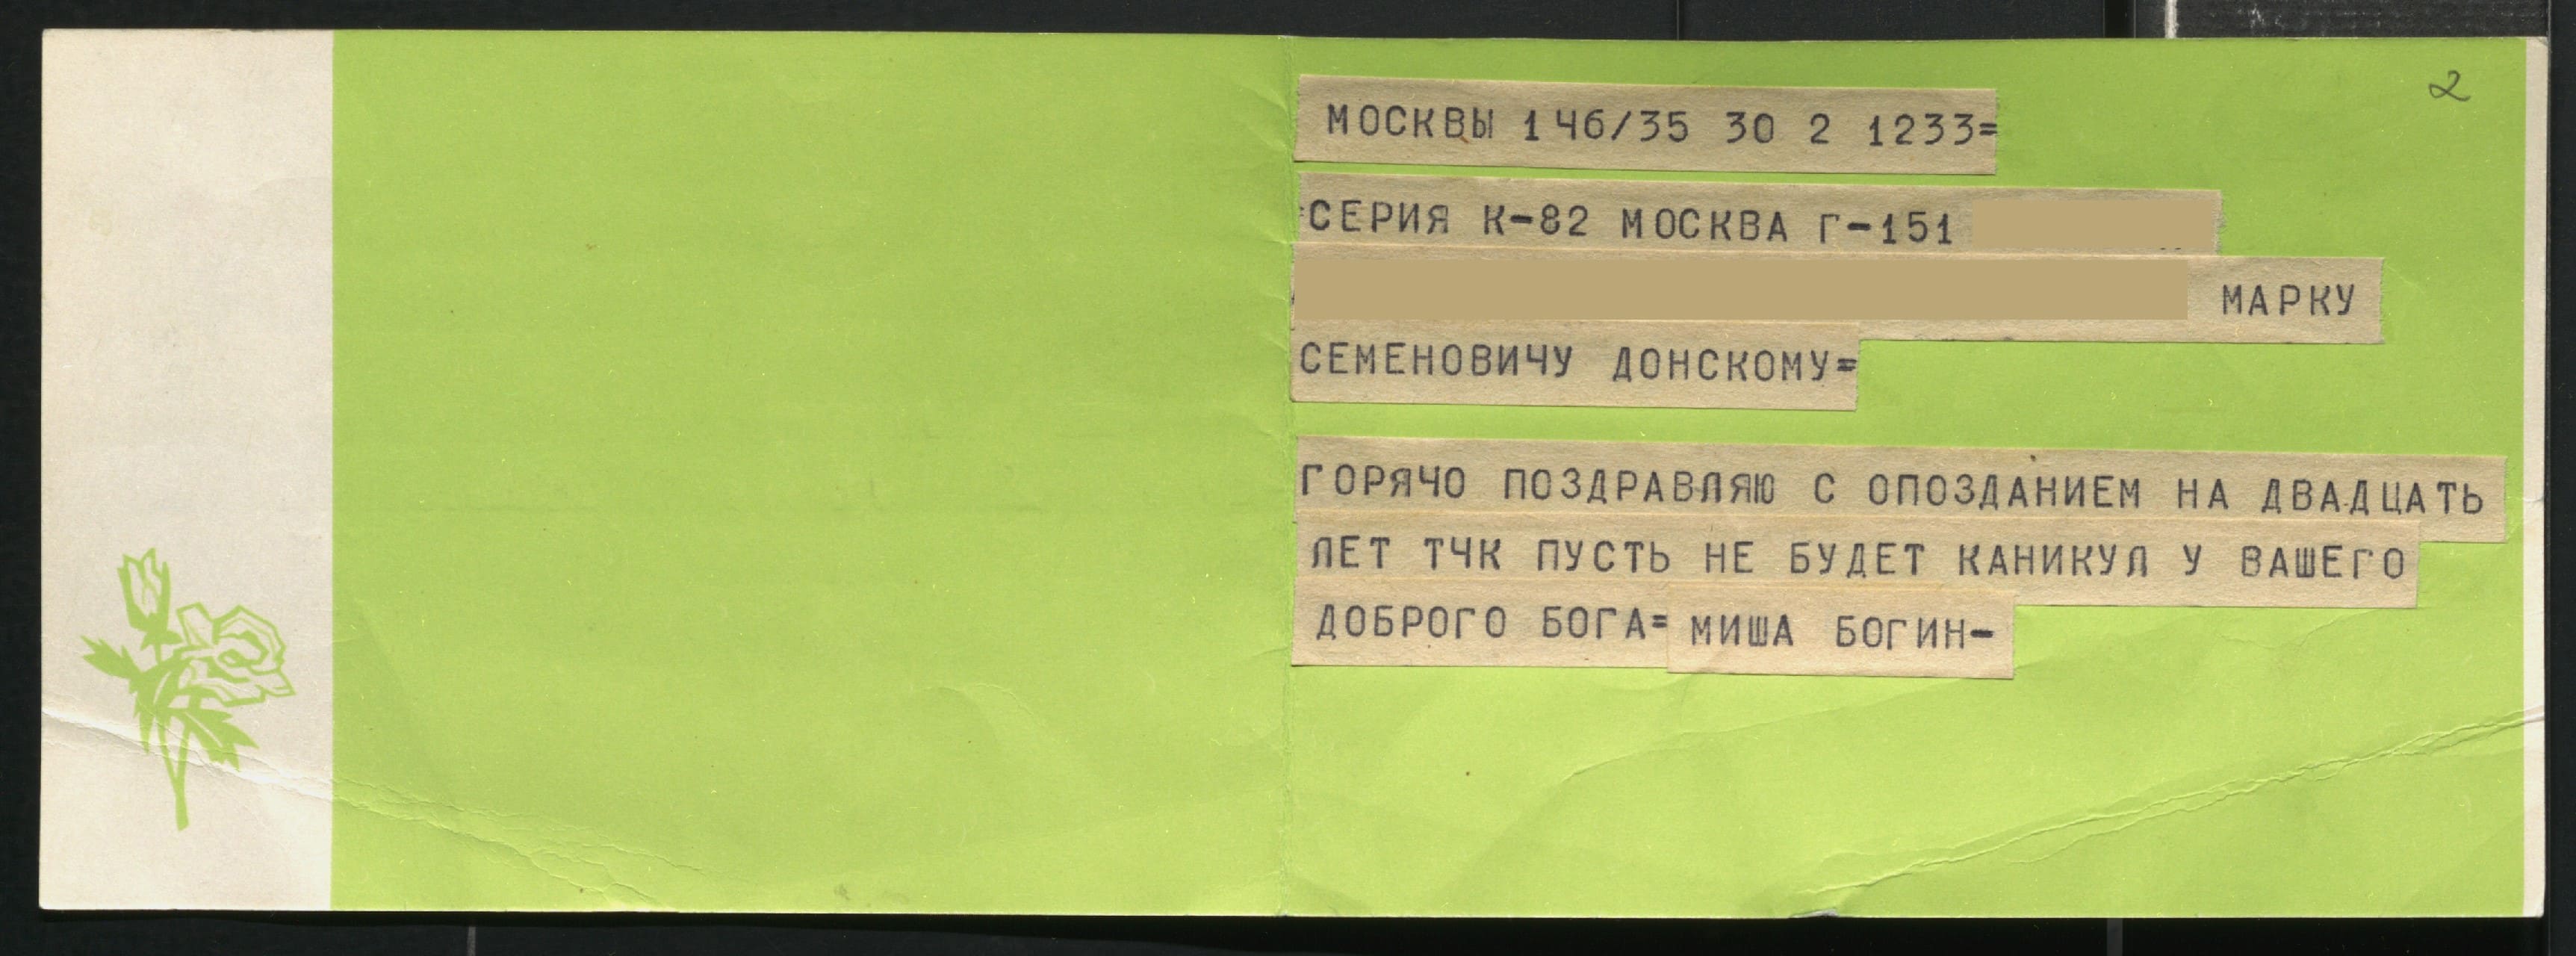 2
МОСКВЫ 146/35 30 2 1233=
=СЕРИЯ К-82 МОСКВА Г-151
МАРКУ
СЕМЕНОВИЧУ ДОНСКОМУ=
ГОРЯЧО ПОЗДРАВЛЯЮ С ОПОЗДАНИЕМ НА ДВАДЦАТЬ
ЛЕТ ТЧК ПУСТЬ НЕ БУДЕТ КАНИКУЛ У ВАШЕГО
ДОБРОГО БОГА= МИША БОГИН-